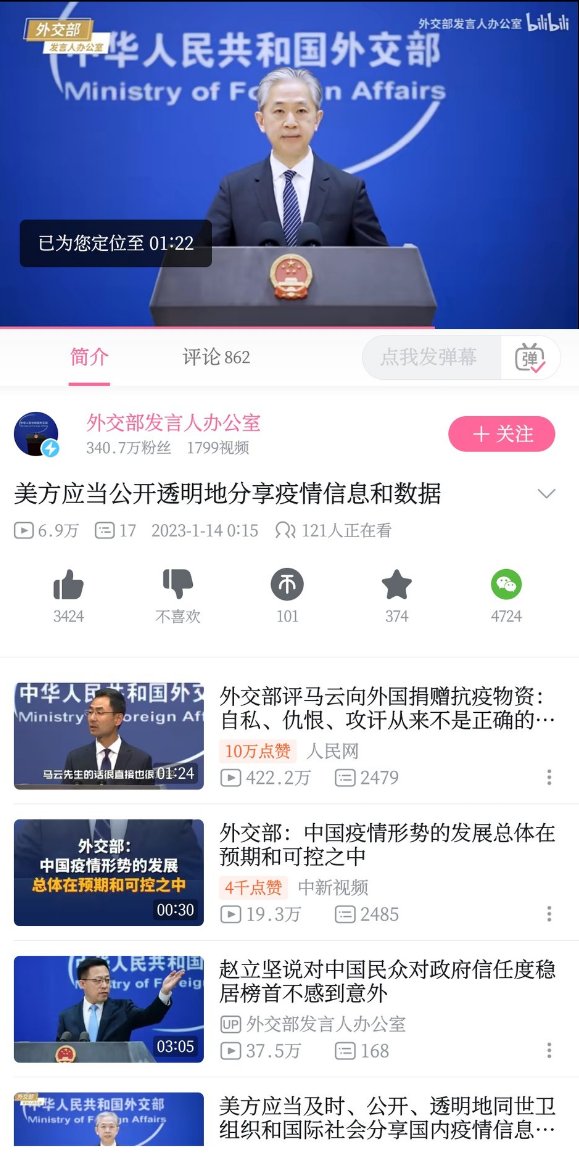 外交部
发言人办公室
外交部发言人办公室 bilibili
中华人民共和国外交部
Ministry of Foreign Affairs
已为您定位至 01:22
简介
评论 862
点我发弹幕
弹
外交部发言人办公室
340.7万粉丝 1799视频
+ 关注
美方应当公开透明地分享疫情信息和数据
6.9万 17 2023-1-14 0:15 121人正在看
3424 不喜欢 101 374 4724
中华人民共和国外交
Ministry Foreign Aff
马云先生的话很直接也很
01:24
外交部评马云向外国捐赠抗疫物资：
自私、仇恨、攻讦从来不是正确的…
10万点赞 人民网
422.2万 2479
外交部：
中国疫情形势的发展
总体在预期和可控之中
00:30
外交部：中国疫情形势的发展总体在
预期和可控之中
4千点赞 中新视频
19.3万 2485
03:05
赵立坚说对中国民众对政府信任度稳
居榜首不感到意外
UP 外交部发言人办公室
37.5万 168
外交部
中华人民共和国外交部
Ministry of Foreign Affairs
美方应当及时、公开、透明地同世卫
组织和国际社会分享国内疫情信息…